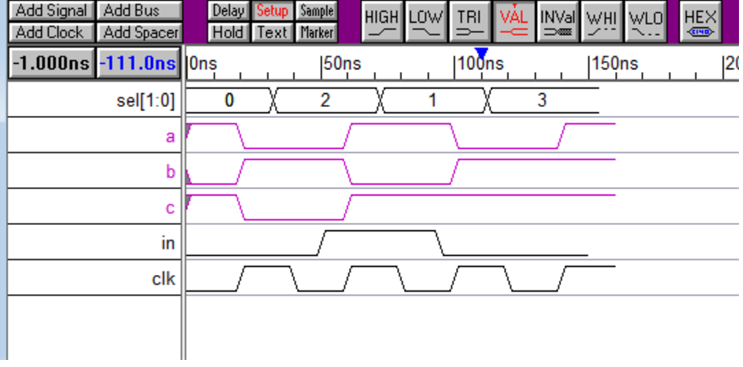 Add Signal Add Bus Delay Setup Sample HIGH LOW TRI VAL INVal WHI WLO HEX
Add Clock Add Spacer Hold Text Marker
-1.000ns -111.0ns 0ns 50ns 100ns 150ns 20
sel[1:0] 0 2 1 3
a
b
c
in
clk